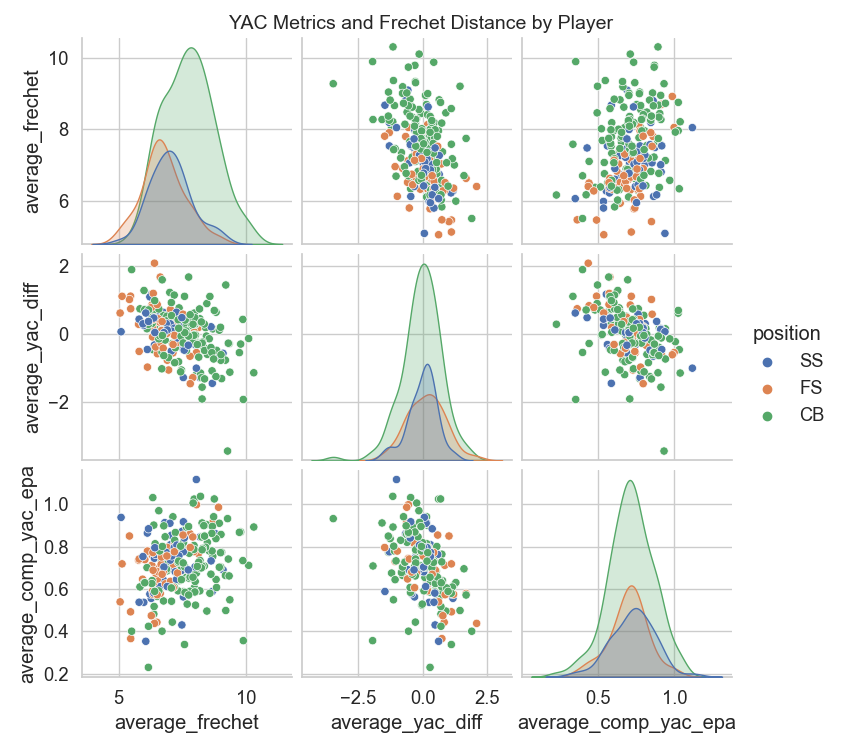 YAC Metrics and Frechet Distance by Player
average_frechet
10
8
6
average_yac_diff
2
0
−2
average_comp_yac_epa
1.0
0.8
0.6
0.4
0.2
5
10
−2.5
0.0
2.5
0.5
1.0
average_frechet
average_yac_diff
average_comp_yac_epa
position
SS
FS
CB